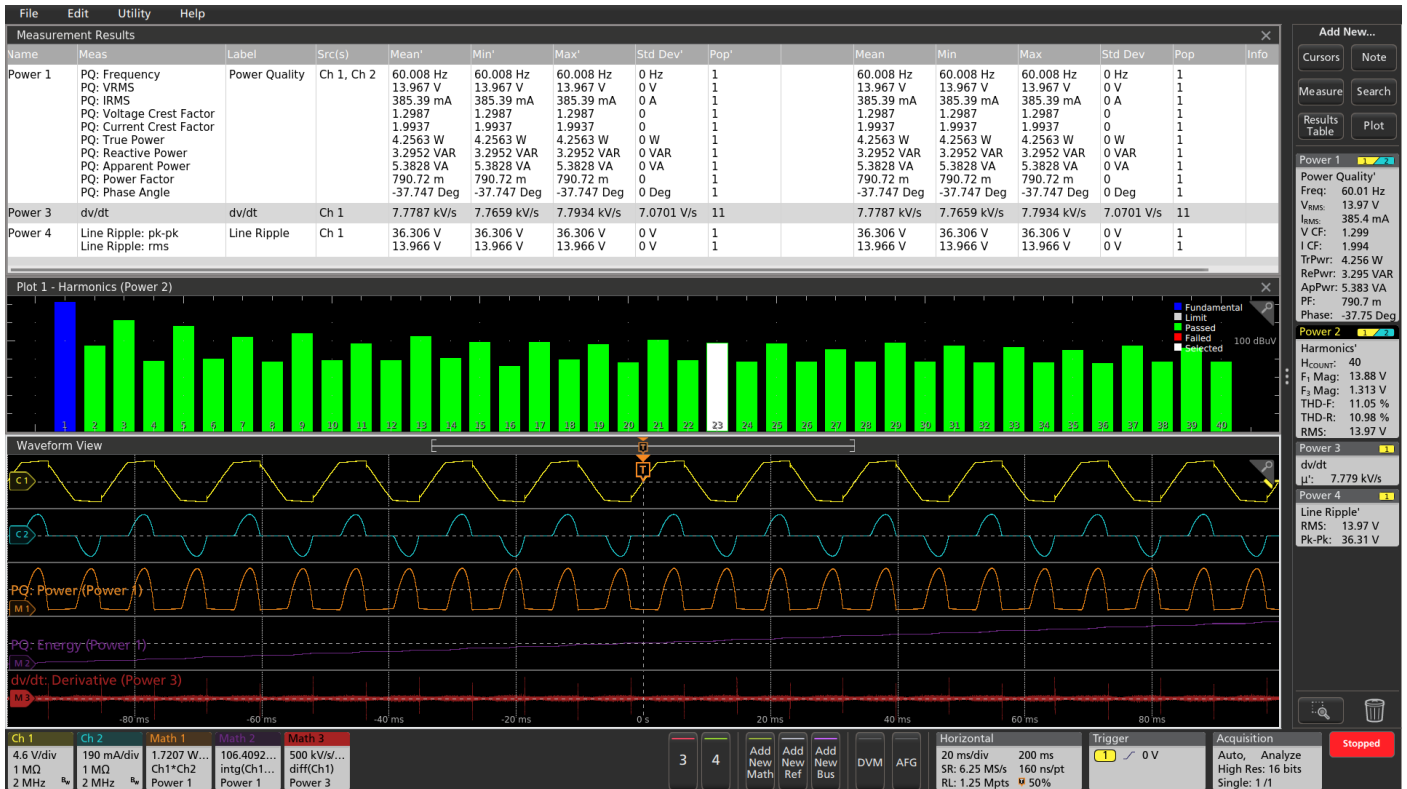 File Edit Utility Help
Measurement Results
Name Meas Label Src(s) Mean' Min' Max' Std Dev' Pop' Mean Min Max Std Dev Pop Info
Power 1 PQ: Frequency Power Quality Ch 1, Ch 2 60.008 Hz 60.008 Hz 60.008 Hz 0 Hz 1 60.008 Hz 60.008 Hz 60.008 Hz 0 Hz 1
PQ: VRMS 13.967 V 13.967 V 13.967 V 0 V 1 13.967 V 13.967 V 13.967 V 0 V 1
PQ: IRMS 385.39 mA 385.39 mA 385.39 mA 0 A 1 385.39 mA 385.39 mA 385.39 mA 0 A 1
PQ: Voltage Crest Factor 1.2987 1.2987 1.2987 0 1 1.2987 1.2987 1.2987 0 1
PQ: Current Crest Factor 1.9937 1.9937 1.9937 0 1 1.9937 1.9937 1.9937 0 1
PQ: True Power 4.2563 W 4.2563 W 4.2563 W 0 W 1 4.2563 W 4.2563 W 4.2563 W 0 W 1
PQ: Reactive Power 3.2952 VAR 3.2952 VAR 3.2952 VAR 0 VAR 1 3.2952 VAR 3.2952 VAR 3.2952 VAR 0 VAR 1
PQ: Apparent Power 5.3828 VA 5.3828 VA 5.3828 VA 0 VA 1 5.3828 VA 5.3828 VA 5.3828 VA 0 VA 1
PQ: Power Factor 790.72 m 790.72 m 790.72 m 0 1 790.72 m 790.72 m 790.72 m 0 1
PQ: Phase Angle -37.747 Deg -37.747 Deg -37.747 Deg 0 Deg 1 -37.747 Deg -37.747 Deg -37.747 Deg 0 Deg 1
Power 3 dv/dt dv/dt Ch 1 7.7787 kV/s 7.7659 kV/s 7.7934 kV/s 7.0701 V/s 11 7.7787 kV/s 7.7659 kV/s 7.7934 kV/s 7.0701 V/s 11
Power 4 Line Ripple: pk-pk Line Ripple Ch 1 36.306 V 36.306 V 36.306 V 0 V 1 36.306 V 36.306 V 36.306 V 0 V 1
Line Ripple: rms 13.966 V 13.966 V 13.966 V 0 V 1 13.966 V 13.966 V 13.966 V 0 V 1
Plot 1 - Harmonics (Power 2)
Fundamental
Limit
Passed
Failed
Selected
100 dBuV
1 2 3 4 5 6 7 8 9 10 11 12 13 14 15 16 17 18 19 20 21 22 23 24 25 26 27 28 29 30 31 32 33 34 35 36 37 38 39 40
Waveform View
T
T
C 1
C 2
PQ: Power (Power 1)
M 1
PQ: Energy (Power 1)
M 2
dv/dt: Derivative (Power 3)
M 3
-80 ms -60 ms -40 ms -20 ms 0 s 20 ms 40 ms 60 ms 80 ms
Add New...
Cursors Note
Measure Search
Results Table Plot
Power 1 1 2
Power Quality'
Freq: 60.01 Hz
VRMS: 13.97 V
IRMS: 385.4 mA
V CF: 1.299
I CF: 1.994
TrPwr: 4.256 W
RePwr: 3.295 VAR
ApPwr: 5.383 VA
PF: 790.7 m
Phase: -37.75 Deg
Power 2 1 2
Harmonics'
HCOUNT: 40
F1 Mag: 13.88 V
F3 Mag: 1.313 V
THD-F: 11.05 %
THD-R: 10.98 %
RMS: 13.97 V
Power 3 1
dv/dt
µ': 7.779 kV/s
Power 4 1
Line Ripple'
RMS: 13.97 V
Pk-Pk: 36.31 V
Ch 1
4.6 V/div
1 MΩ
2 MHz Bw
Ch 2
190 mA/div
1 MΩ
2 MHz Bw
Math 1
1.7207 W...
Ch1*Ch2
Power 1
Math 2
106.4092...
intg(Ch1...
Power 1
Math 3
500 kV/s/...
diff(Ch1)
Power 3
3
4
Add New Math
Add New Ref
Add New Bus
DVM
AFG
Horizontal
20 ms/div 200 ms
SR: 6.25 MS/s 160 ns/pt
RL: 1.25 Mpts 50%
Trigger
1 0 V
Acquisition
Auto, Analyze
High Res: 16 bits
Single: 1 /1
Stopped